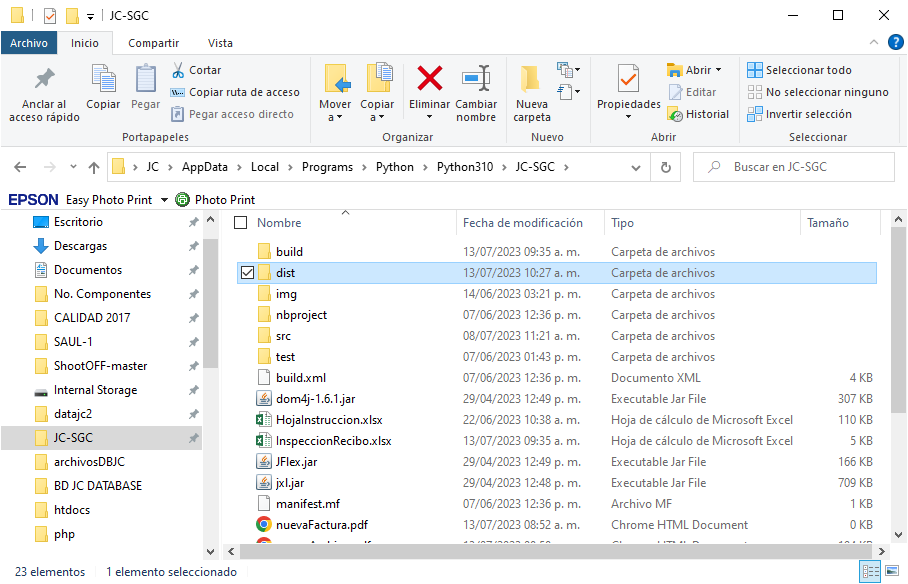 JC-SGC
Archivo Inicio Compartir Vista
Anclar al acceso rápido
Copiar
Pegar
Cortar
Copiar ruta de acceso
Pegar acceso directo
Portapapeles
Mover a
Copiar a
Eliminar
Cambiar nombre
Organizar
Nueva carpeta
Nuevo
Propiedades
Abrir
Editar
Historial
Abrir
Seleccionar todo
No seleccionar ninguno
Invertir selección
Seleccionar
JC > AppData > Local > Programs > Python > Python310 > JC-SGC >
Buscar en JC-SGC
EPSON Easy Photo Print Photo Print
Escritorio
Descargas
Documentos
No. Componentes
CALIDAD 2017
SAUL-1
ShootOFF-master
Internal Storage
datajc2
JC-SGC
archivosDBJC
BD JC DATABASE
htdocs
php
Nombre Fecha de modificación Tipo Tamaño
build 13/07/2023 09:35 a. m. Carpeta de archivos
dist 13/07/2023 10:27 a. m. Carpeta de archivos
img 14/06/2023 03:21 p. m. Carpeta de archivos
nbproject 07/06/2023 12:36 p. m. Carpeta de archivos
src 08/07/2023 11:21 a. m. Carpeta de archivos
test 07/06/2023 01:43 p. m. Carpeta de archivos
build.xml 07/06/2023 12:36 p. m. Documento XML 4 KB
dom4j-1.6.1.jar 29/04/2023 12:49 p. m. Executable Jar File 307 KB
HojaInstruccion.xlsx 22/06/2023 10:38 a. m. Hoja de cálculo de Microsoft Excel 110 KB
InspeccionRecibo.xlsx 13/07/2023 09:35 a. m. Hoja de cálculo de Microsoft Excel 5 KB
JFlex.jar 29/04/2023 12:49 p. m. Executable Jar File 166 KB
jxl.jar 29/04/2023 12:48 p. m. Executable Jar File 709 KB
manifest.mf 07/06/2023 12:36 p. m. Archivo MF 1 KB
nuevaFactura.pdf 13/07/2023 08:52 a. m. Chrome HTML Document 0 KB
23 elementos 1 elemento seleccionado